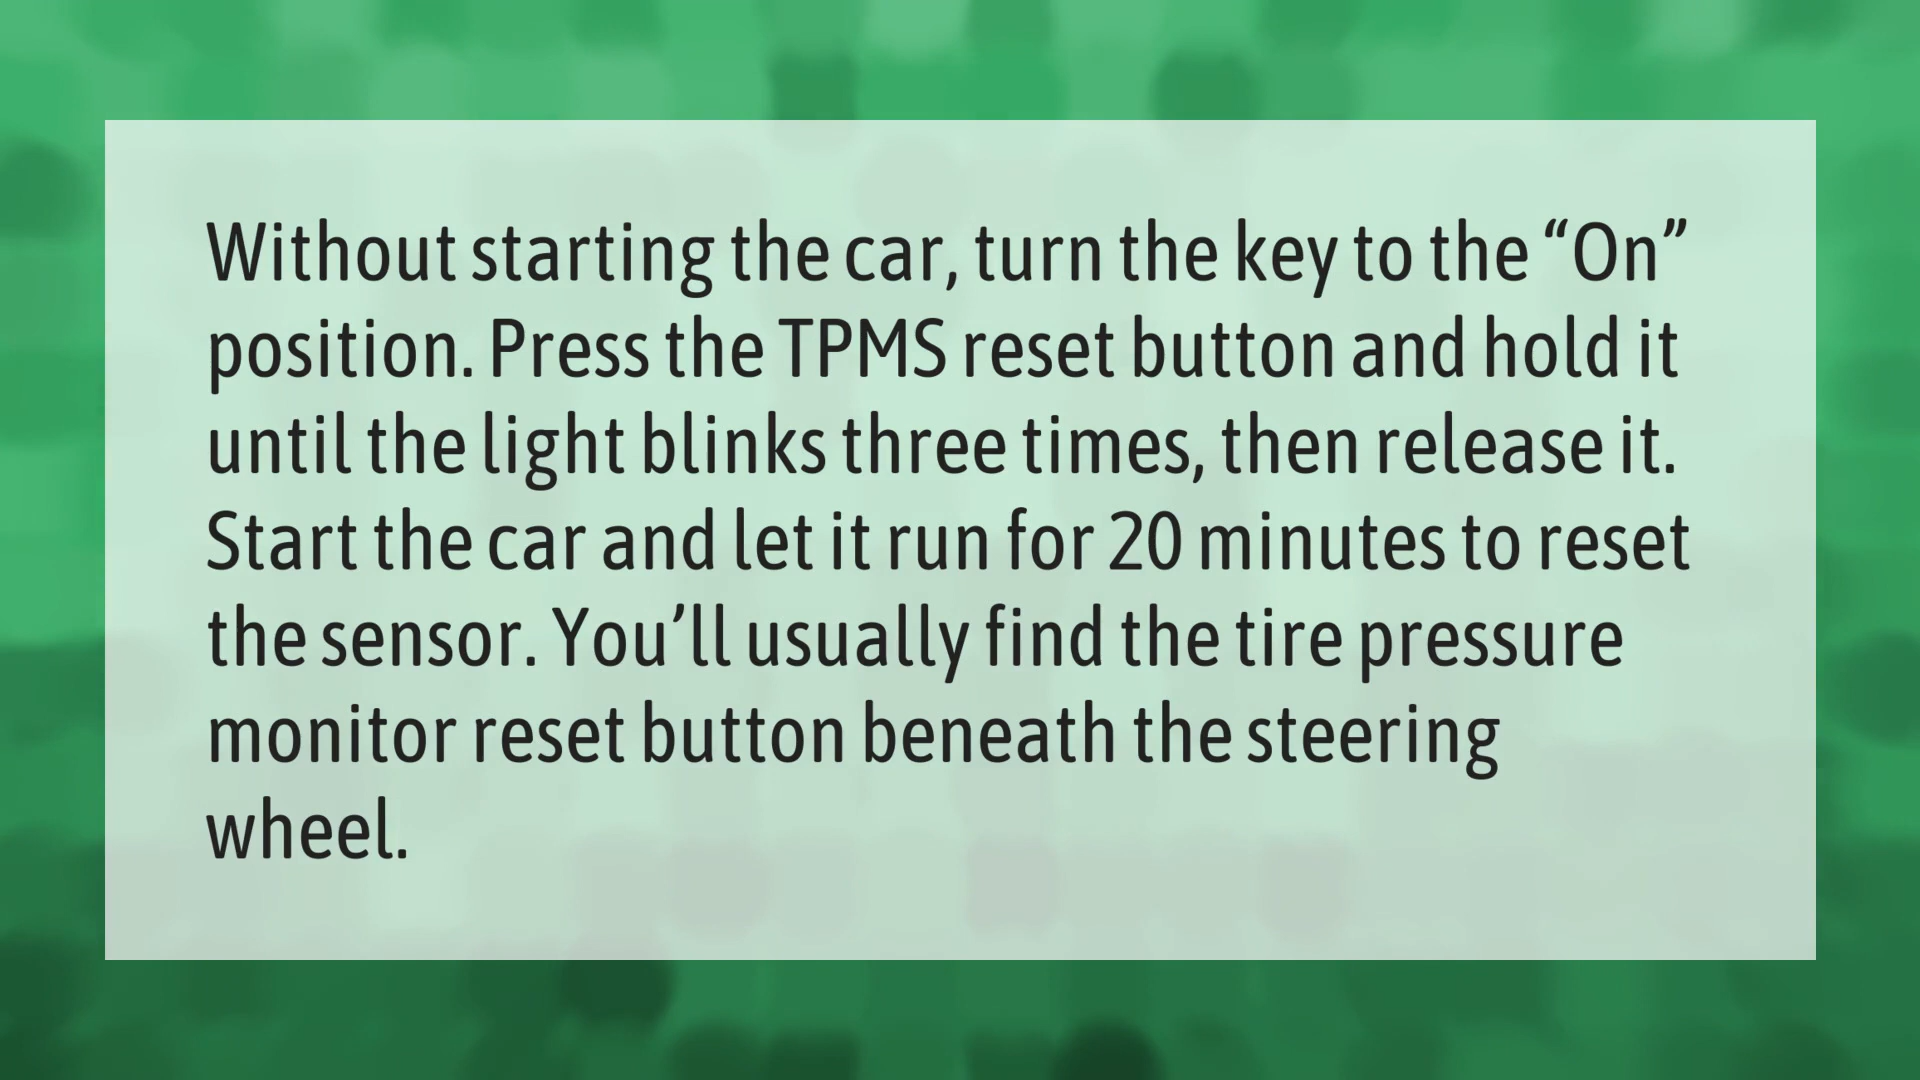 Without starting the car, turn the key to the “On”
position. Press the TPMS reset button and hold it
until the light blinks three times, then release it.
Start the car and let it run for 20 minutes to reset
the sensor. You’ll usually find the tire pressure
monitor reset button beneath the steering
wheel.